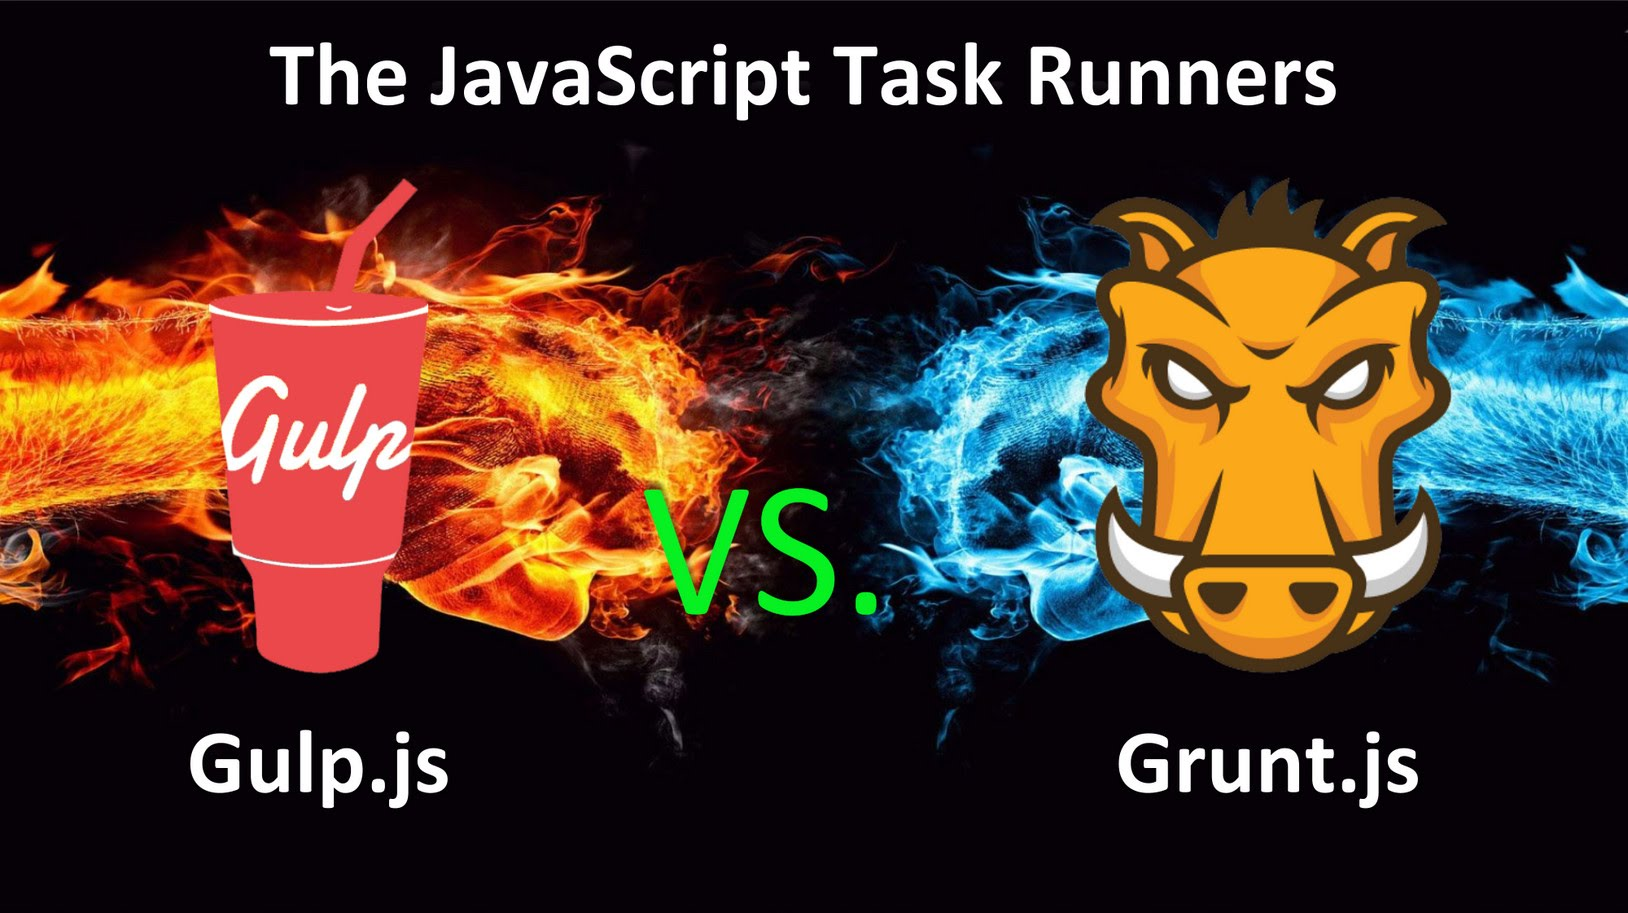 The JavaScript Task Runners
Gulp
VS.
Gulp.js
Grunt.js